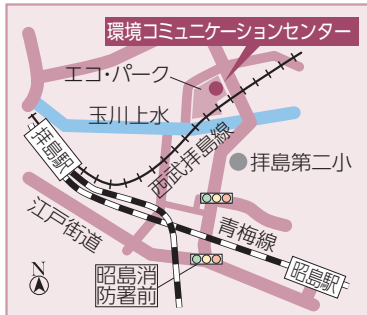 環境コミュニケーションセンター
エコ・パーク
玉川上水
拝島駅
西武拝島線
拝島第二小
江戸街道
青梅線
昭島消
防署前
昭島駅
N